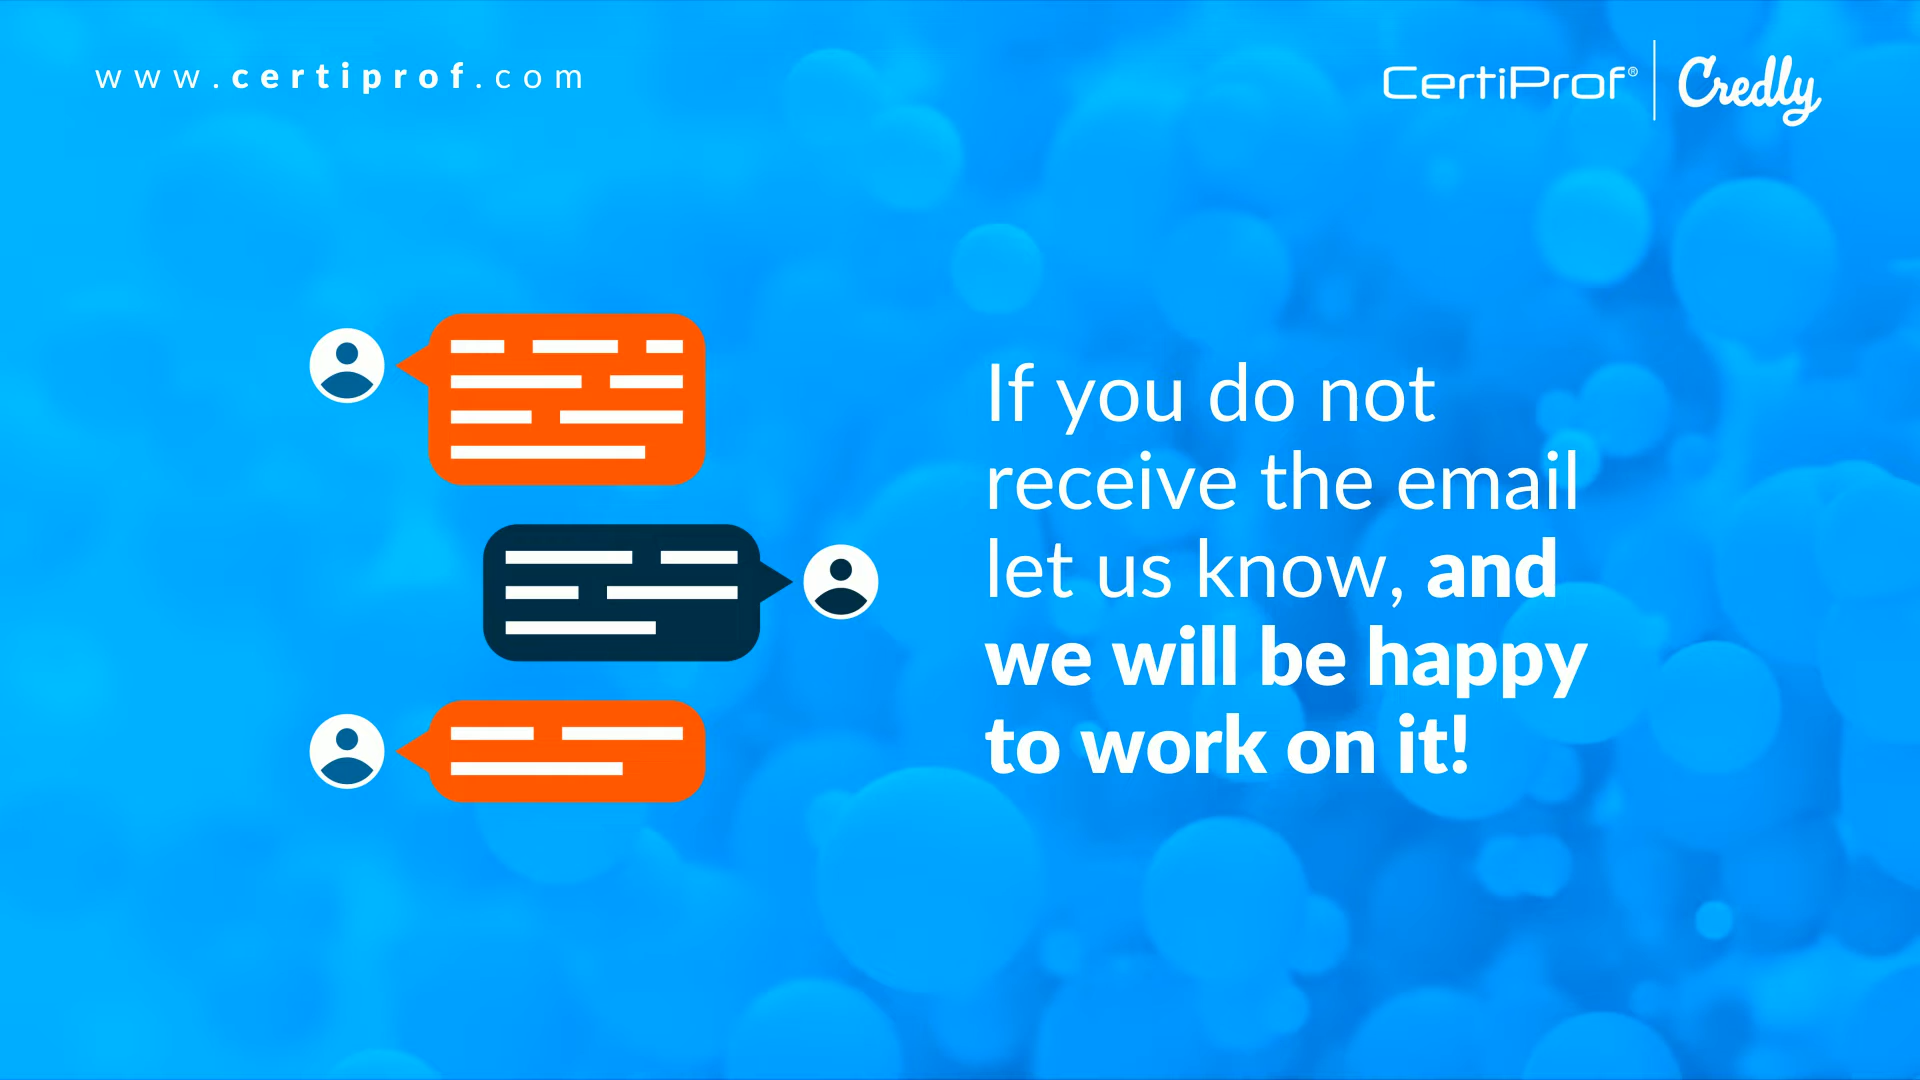 www.certiprof.com
CertiProf® | Credly
If you do not
receive the email
let us know, and
we will be happy
to work on it!